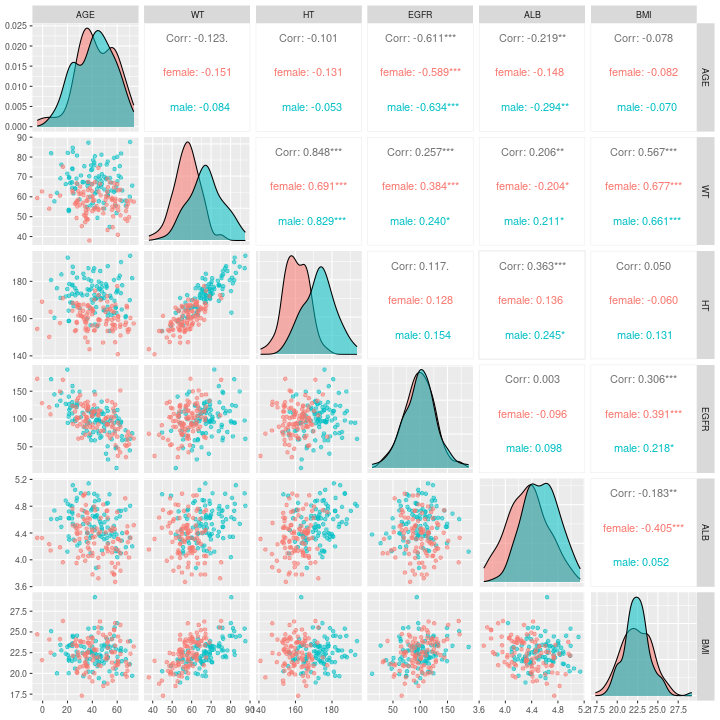 AGE WT HT EGFR ALB BMI
0.025
0.020
0.015
0.010
0.005
0.000
Corr: -0.123. Corr: -0.101 Corr: -0.611*** Corr: -0.219** Corr: -0.078
female: -0.151 female: -0.131 female: -0.589*** female: -0.148 female: -0.082
male: -0.084 male: -0.053 male: -0.634*** male: -0.294** male: -0.070
AGE
90
80
70
60
50
40
Corr: 0.848*** Corr: 0.257*** Corr: 0.206** Corr: 0.567***
female: 0.691*** female: 0.384*** female: -0.204* female: 0.677***
male: 0.829*** male: 0.240* male: 0.211* male: 0.661***
WT
180
160
140
Corr: 0.117. Corr: 0.363*** Corr: 0.050
female: 0.128 female: 0.136 female: -0.060
male: 0.154 male: 0.245* male: 0.131
HT
150
100
50
Corr: 0.003 Corr: 0.306***
female: -0.096 female: 0.391***
male: 0.098 male: 0.218*
EGFR
5.2
4.8
4.4
4.0
3.6
Corr: -0.183**
female: -0.405***
male: 0.052
ALB
27.5
25.0
22.5
20.0
17.5
BMI
0 20 40 60 40 50 60 70 80 90 140 160 180 50 100 150 3.6 4.0 4.4 4.8 5.2 17.5 20.0 22.5 25.0 27.5